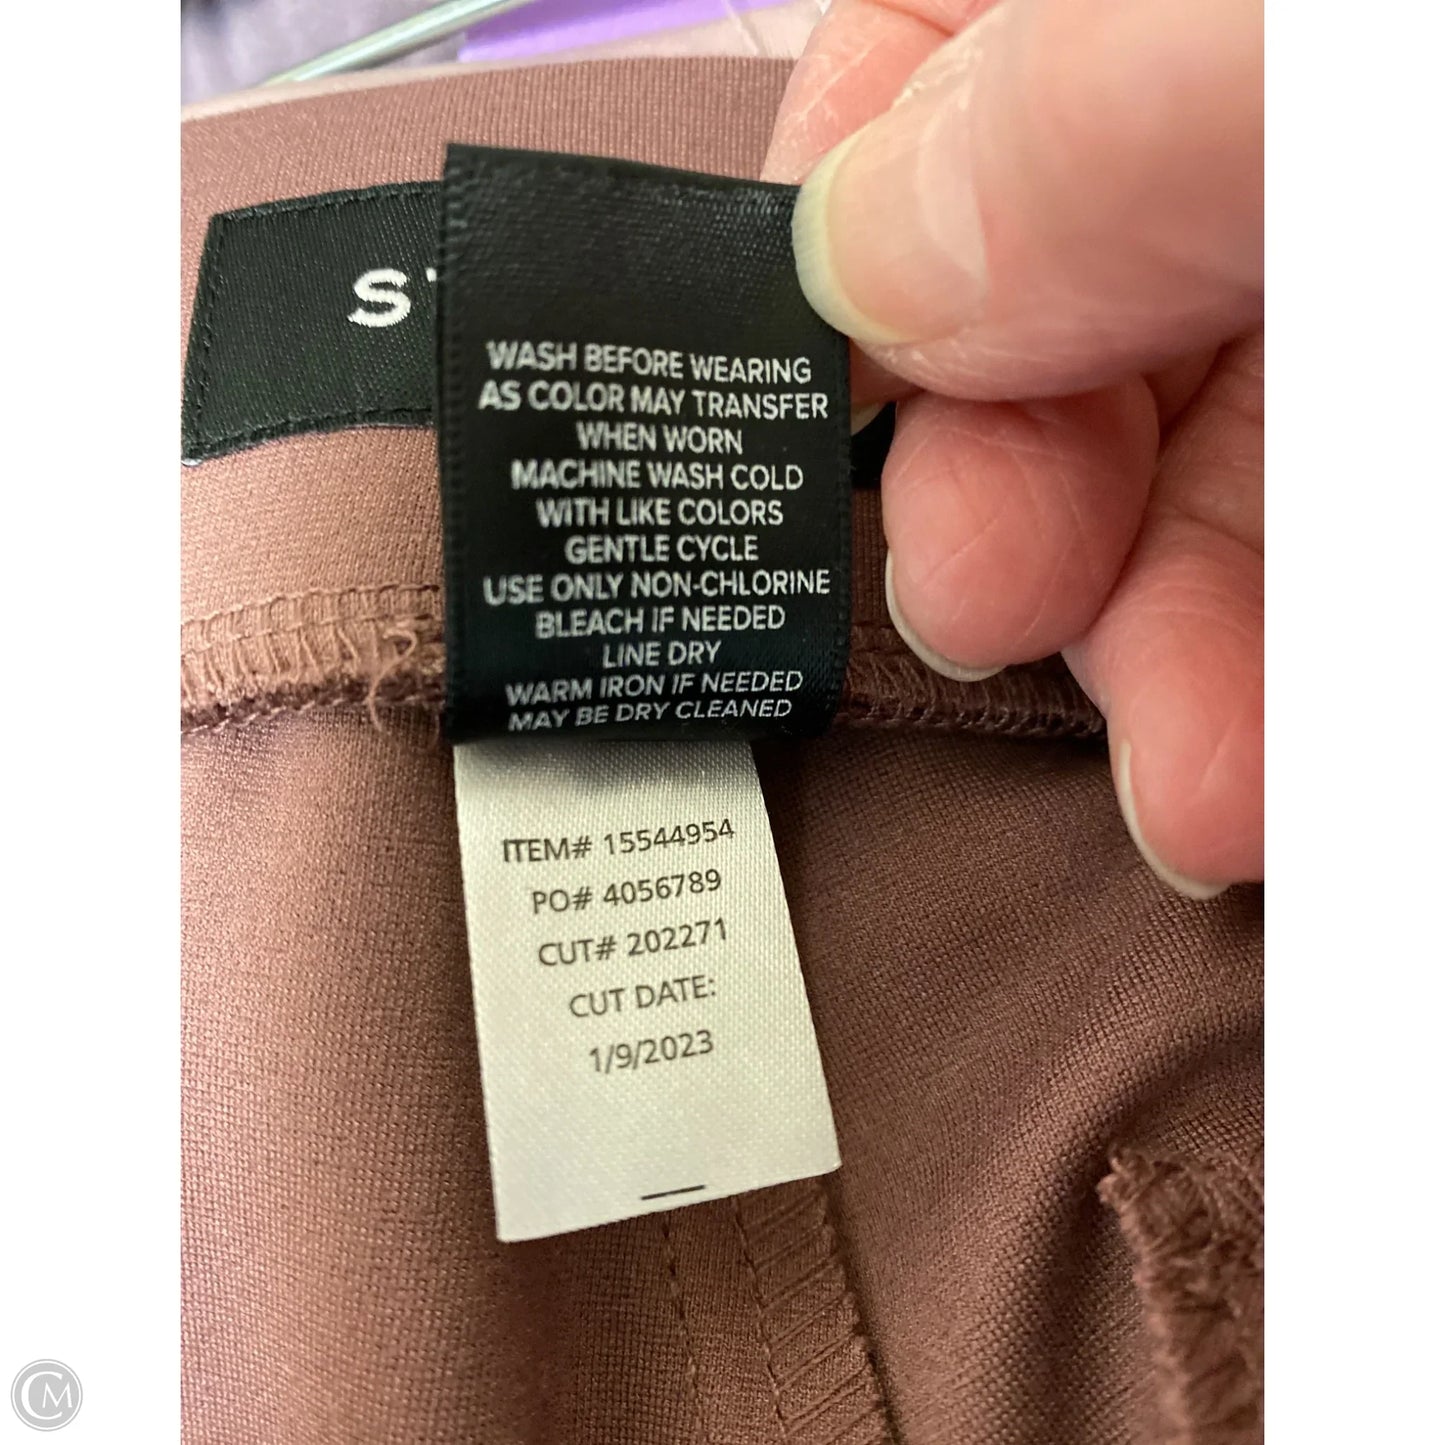 WASH BEFORE WEARING
AS COLOR MAY TRANSFER
WHEN WORN
MACHINE WASH COLD
WITH LIKE COLORS
GENTLE CYCLE
USE ONLY NON-CHLORINE
BLEACH IF NEEDED
LINE DRY
WARM IRON IF NEEDED
MAY BE DRY CLEANED
ITEM# 15544954
PO# 4056789
CUT# 202271
CUT DATE:
1/9/2023
CM